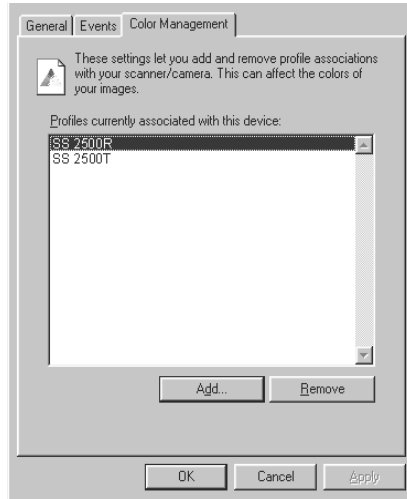 General Events Color Management
These settings let you add and remove profile associations
with your scanner/camera. This can affect the colors of
your images.
Profiles currently associated with this device:
SS 2500R
SS 2500T
Add... Remove
OK Cancel Apply